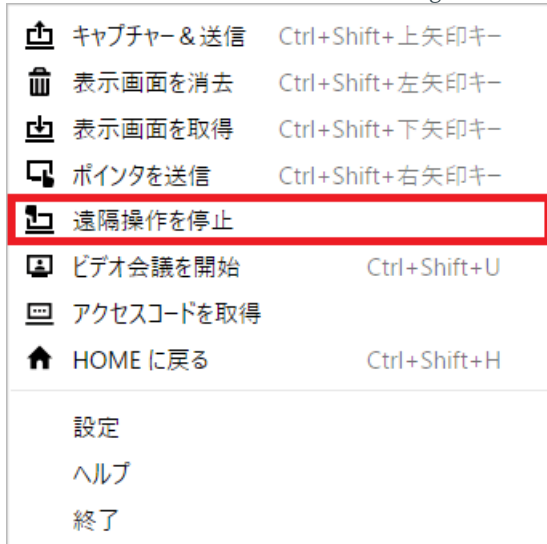 キャプチャー＆送信 Ctrl+Shift+上矢印キー
表示画面を消去 Ctrl+Shift+左矢印キー
表示画面を取得 Ctrl+Shift+下矢印キー
ポインタを送信 Ctrl+Shift+右矢印キー
遠隔操作を停止
ビデオ会議を開始 Ctrl+Shift+U
アクセスコードを取得
HOME に戻る Ctrl+Shift+H
設定
ヘルプ
終了